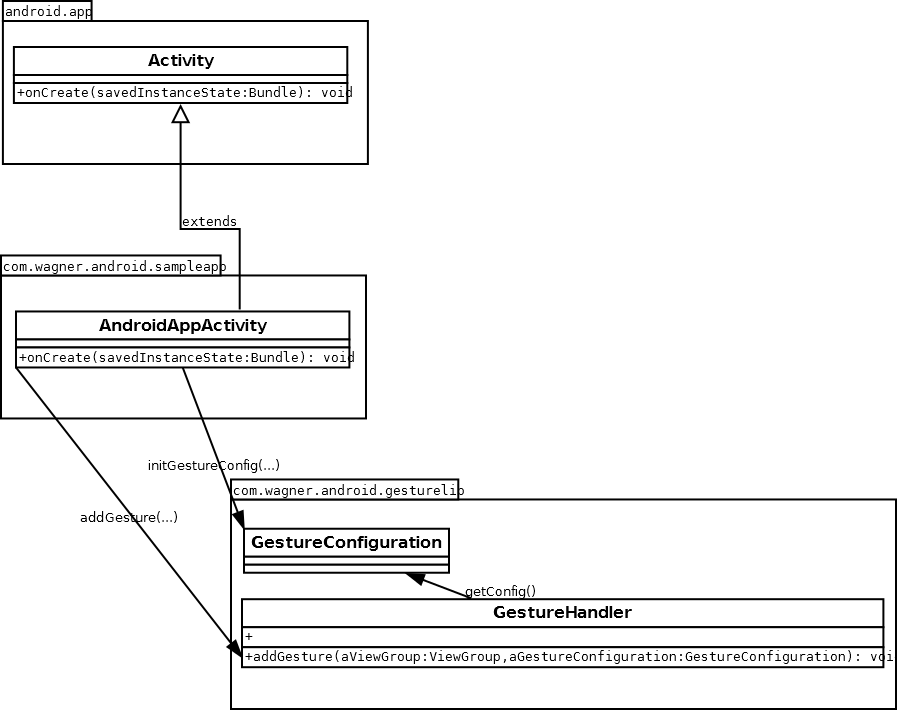 android.app
Activity
+onCreate(savedInstanceState:Bundle): void
extends
com.wagner.android.sampleapp
AndroidAppActivity
+onCreate(savedInstanceState:Bundle): void
initGestureConfig(...)
com.wagner.android.gesturelib
addGesture(...)
GestureConfiguration
getConfig()
GestureHandler
+
+addGesture(aViewGroup:ViewGroup,aGestureConfiguration:GestureConfiguration): void